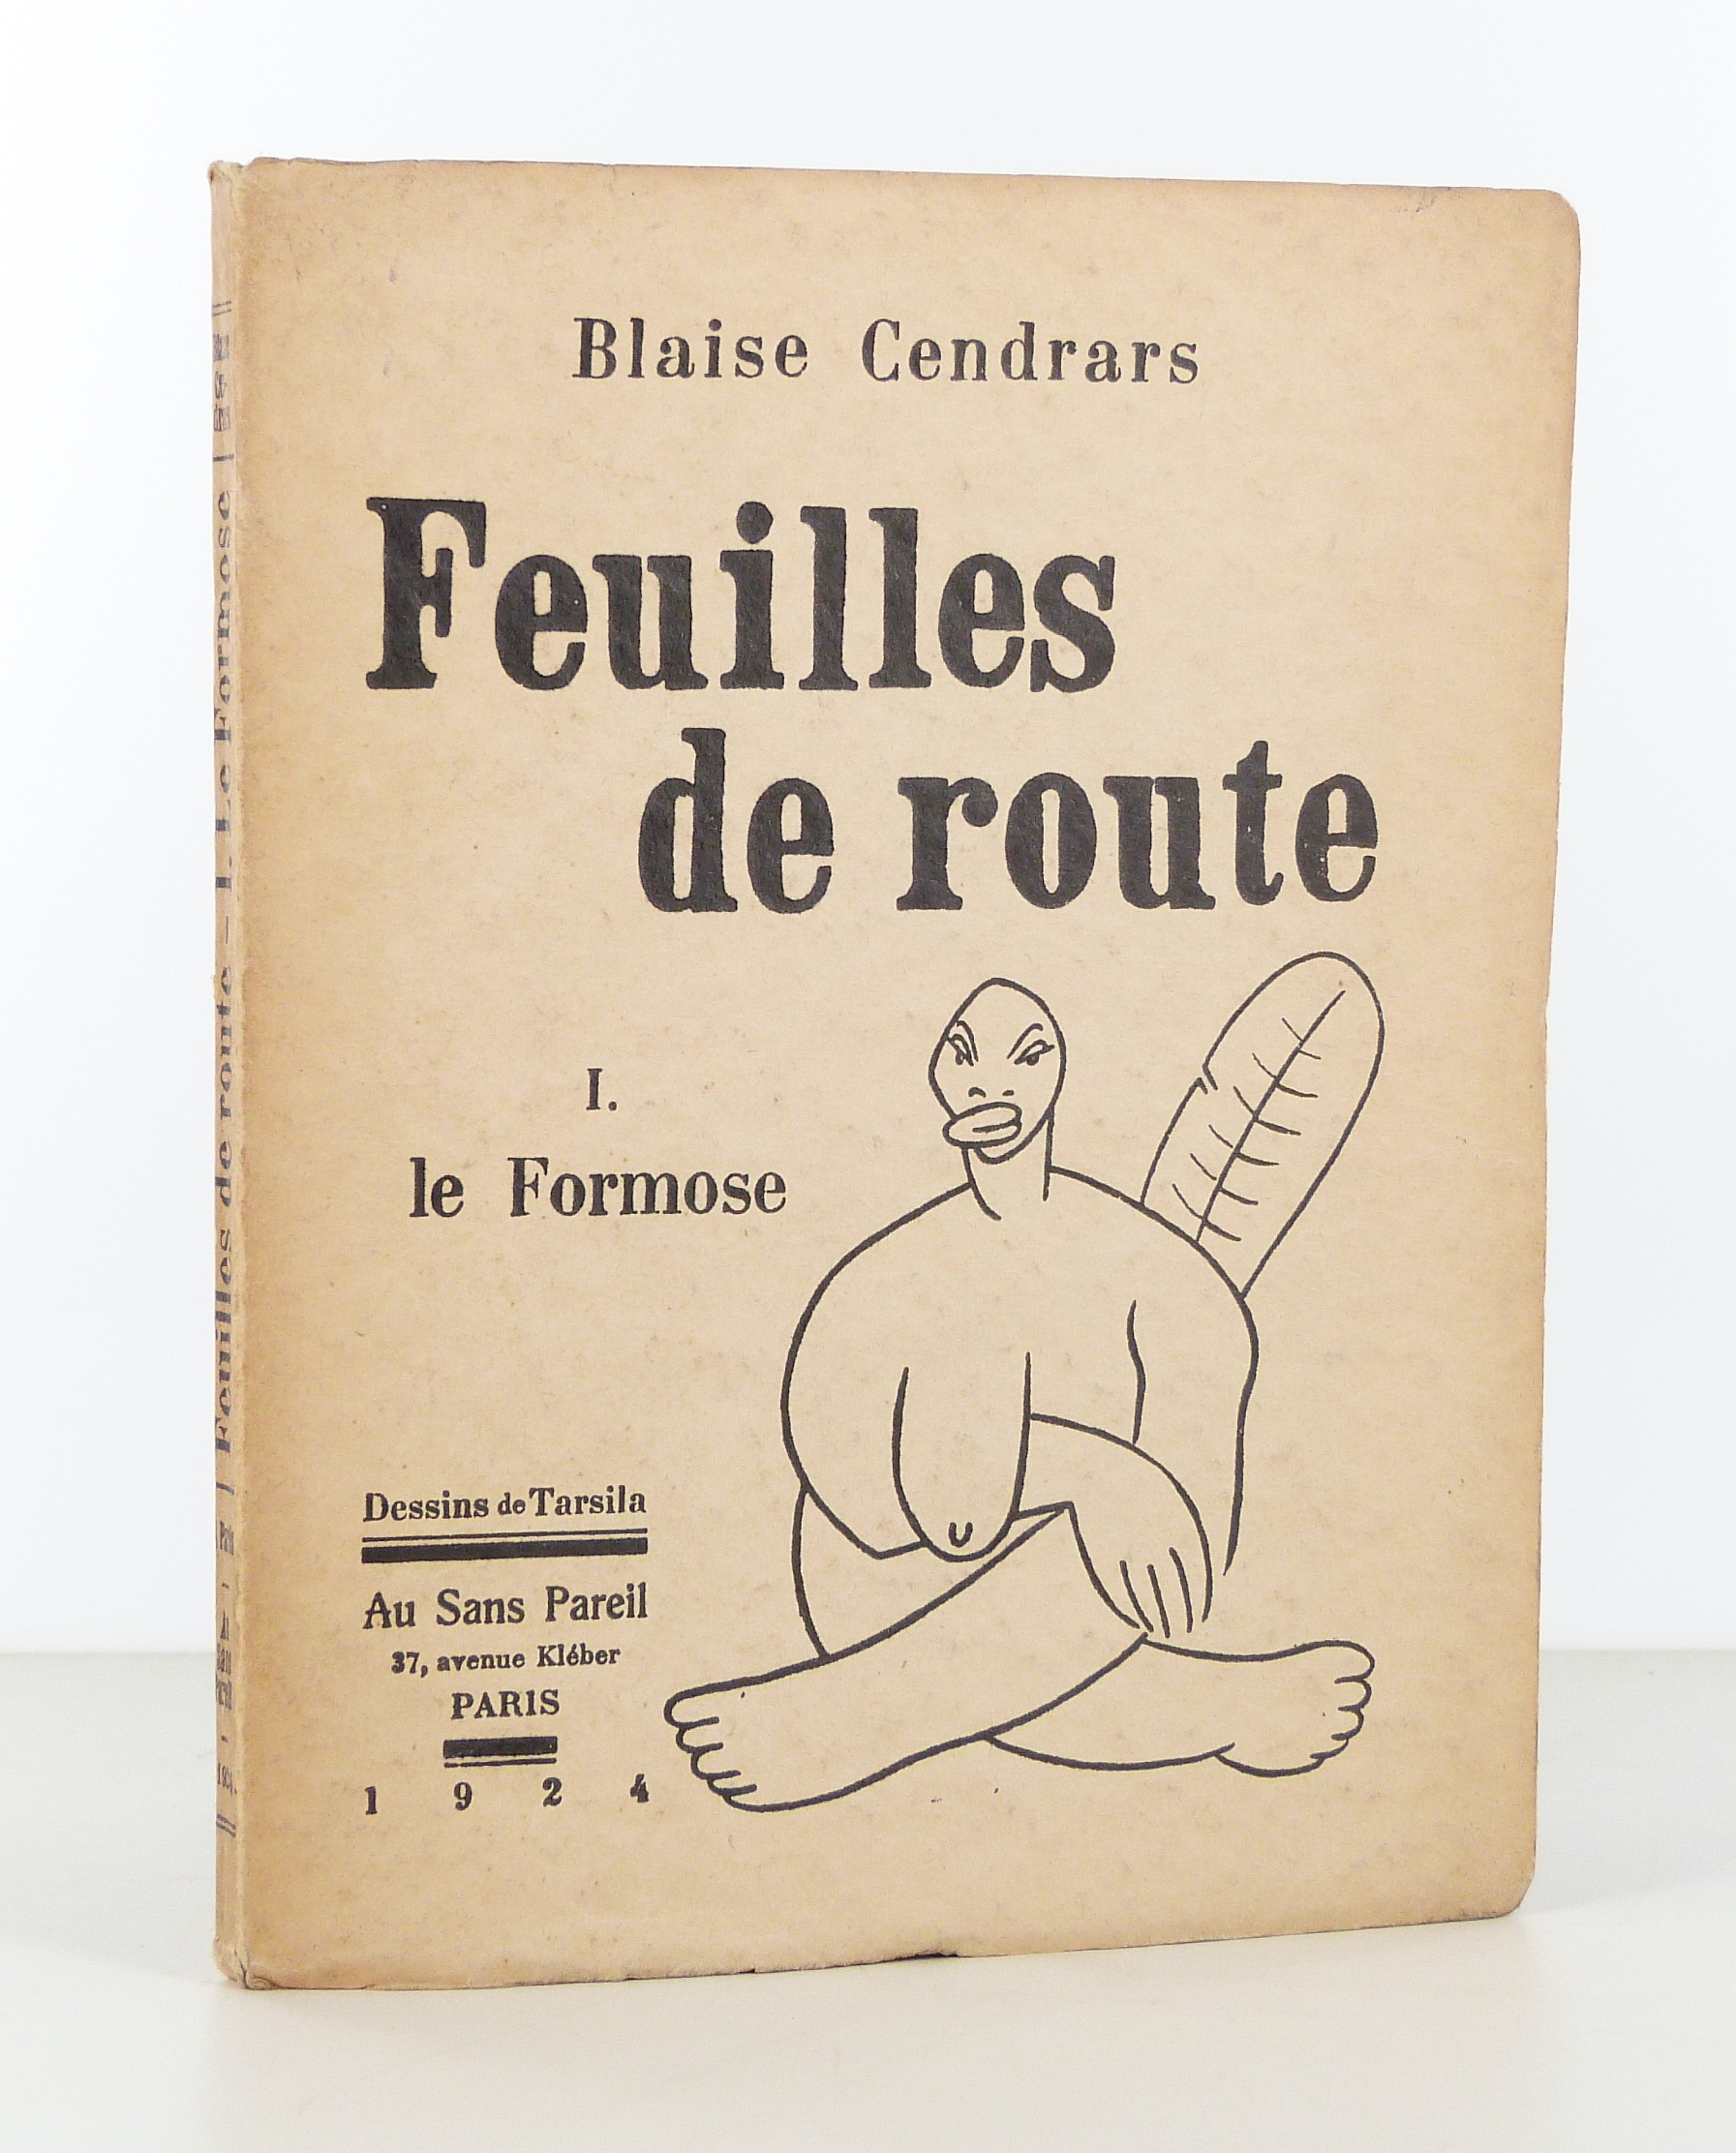 Blaise Cendrars
Feuilles
de route
I.
le Formose
Dessins de Tarsila
Au Sans Pareil
37, avenue Kléber
PARIS
1 9 2 4
Feuilles de route – I. Le Formose